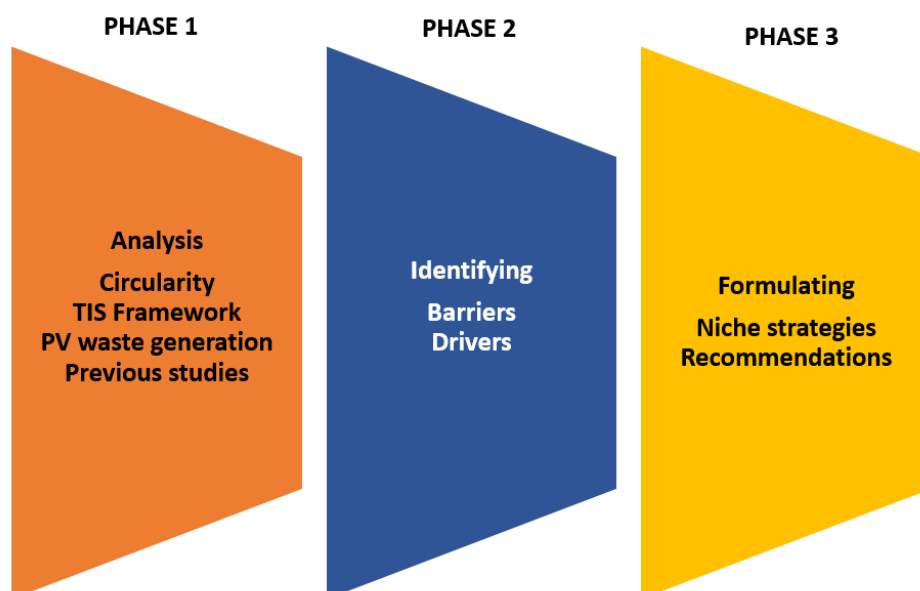 PHASE 1
Analysis
Circularity
TIS Framework
PV waste generation
Previous studies
PHASE 2
Identifying
Barriers
Drivers
PHASE 3
Formulating
Niche strategies
Recommendations